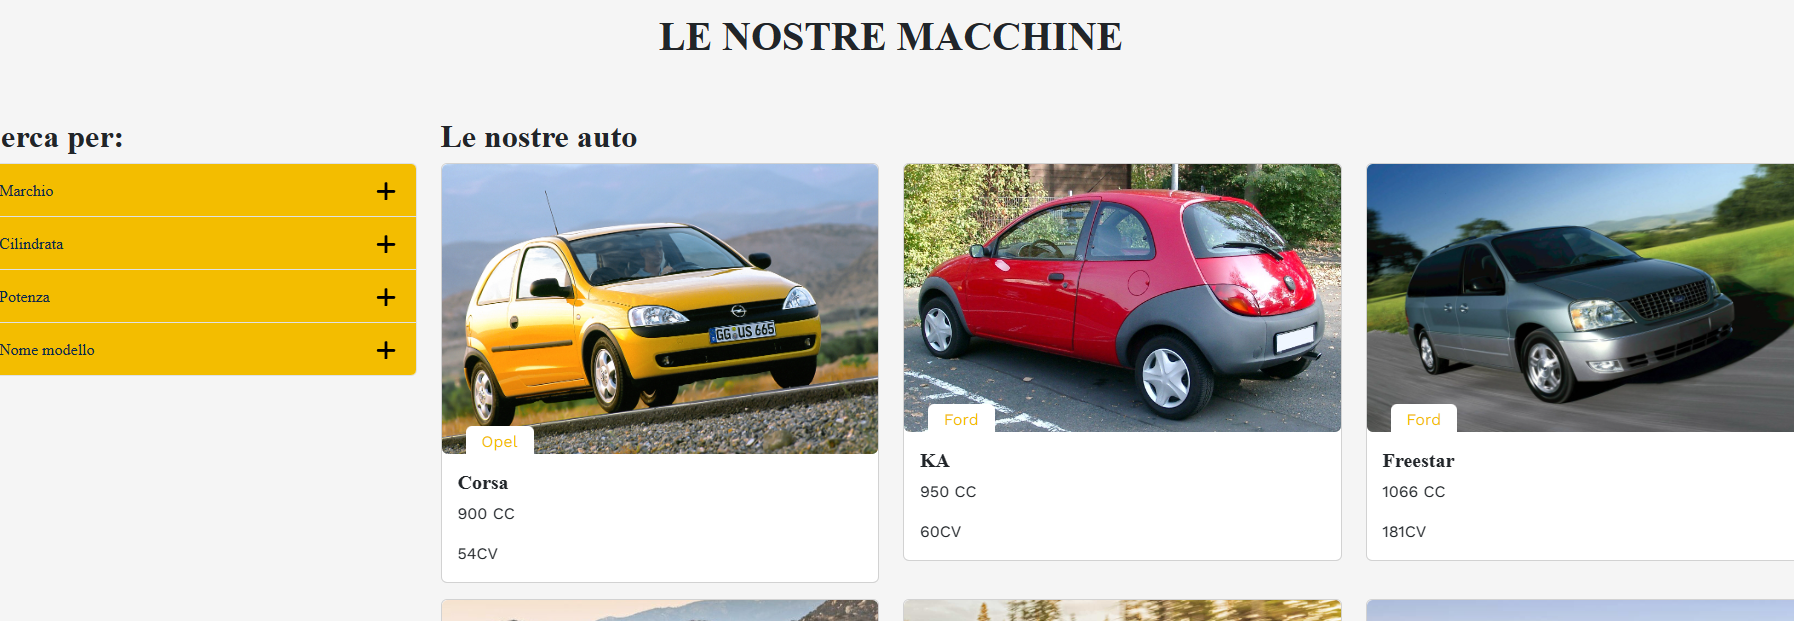 LE NOSTRE MACCHINE
erca per:
Marchio
Cilindrata
Potenza
Nome modello
Le nostre auto
GG US 665
Opel
Corsa
900 CC
54CV
Ford
KA
950 CC
60CV
Ford
Freestar
1066 CC
181CV